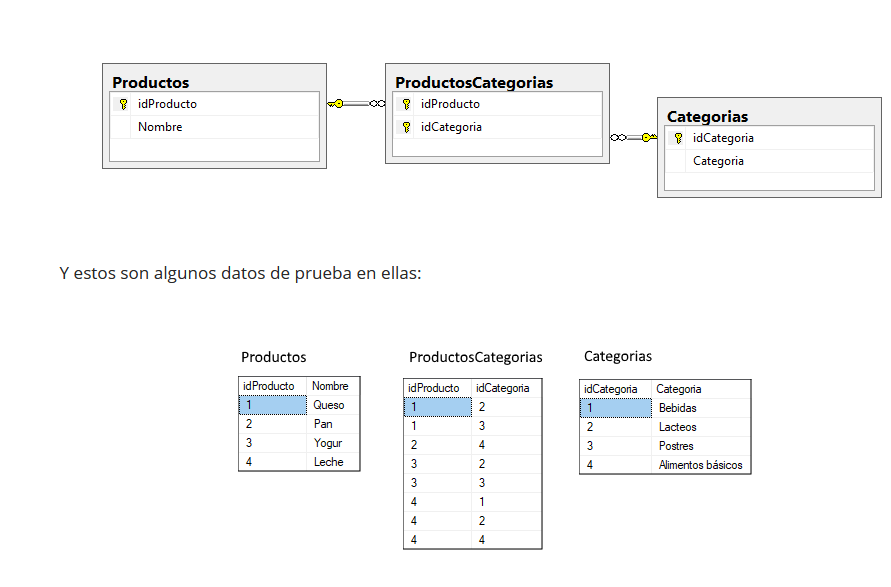 Productos
idProducto
Nombre
ProductosCategorias
idProducto
idCategoria
Categorias
idCategoria
Categoria
Y estos son algunos datos de prueba en ellas:
Productos
idProducto Nombre
1 Queso
2 Pan
3 Yogur
4 Leche
ProductosCategorias
idProducto idCategoria
1 2
1 3
2 4
3 2
3 3
4 1
4 2
4 4
Categorias
idCategoria Categoria
1 Bebidas
2 Lacteos
3 Postres
4 Alimentos básicos